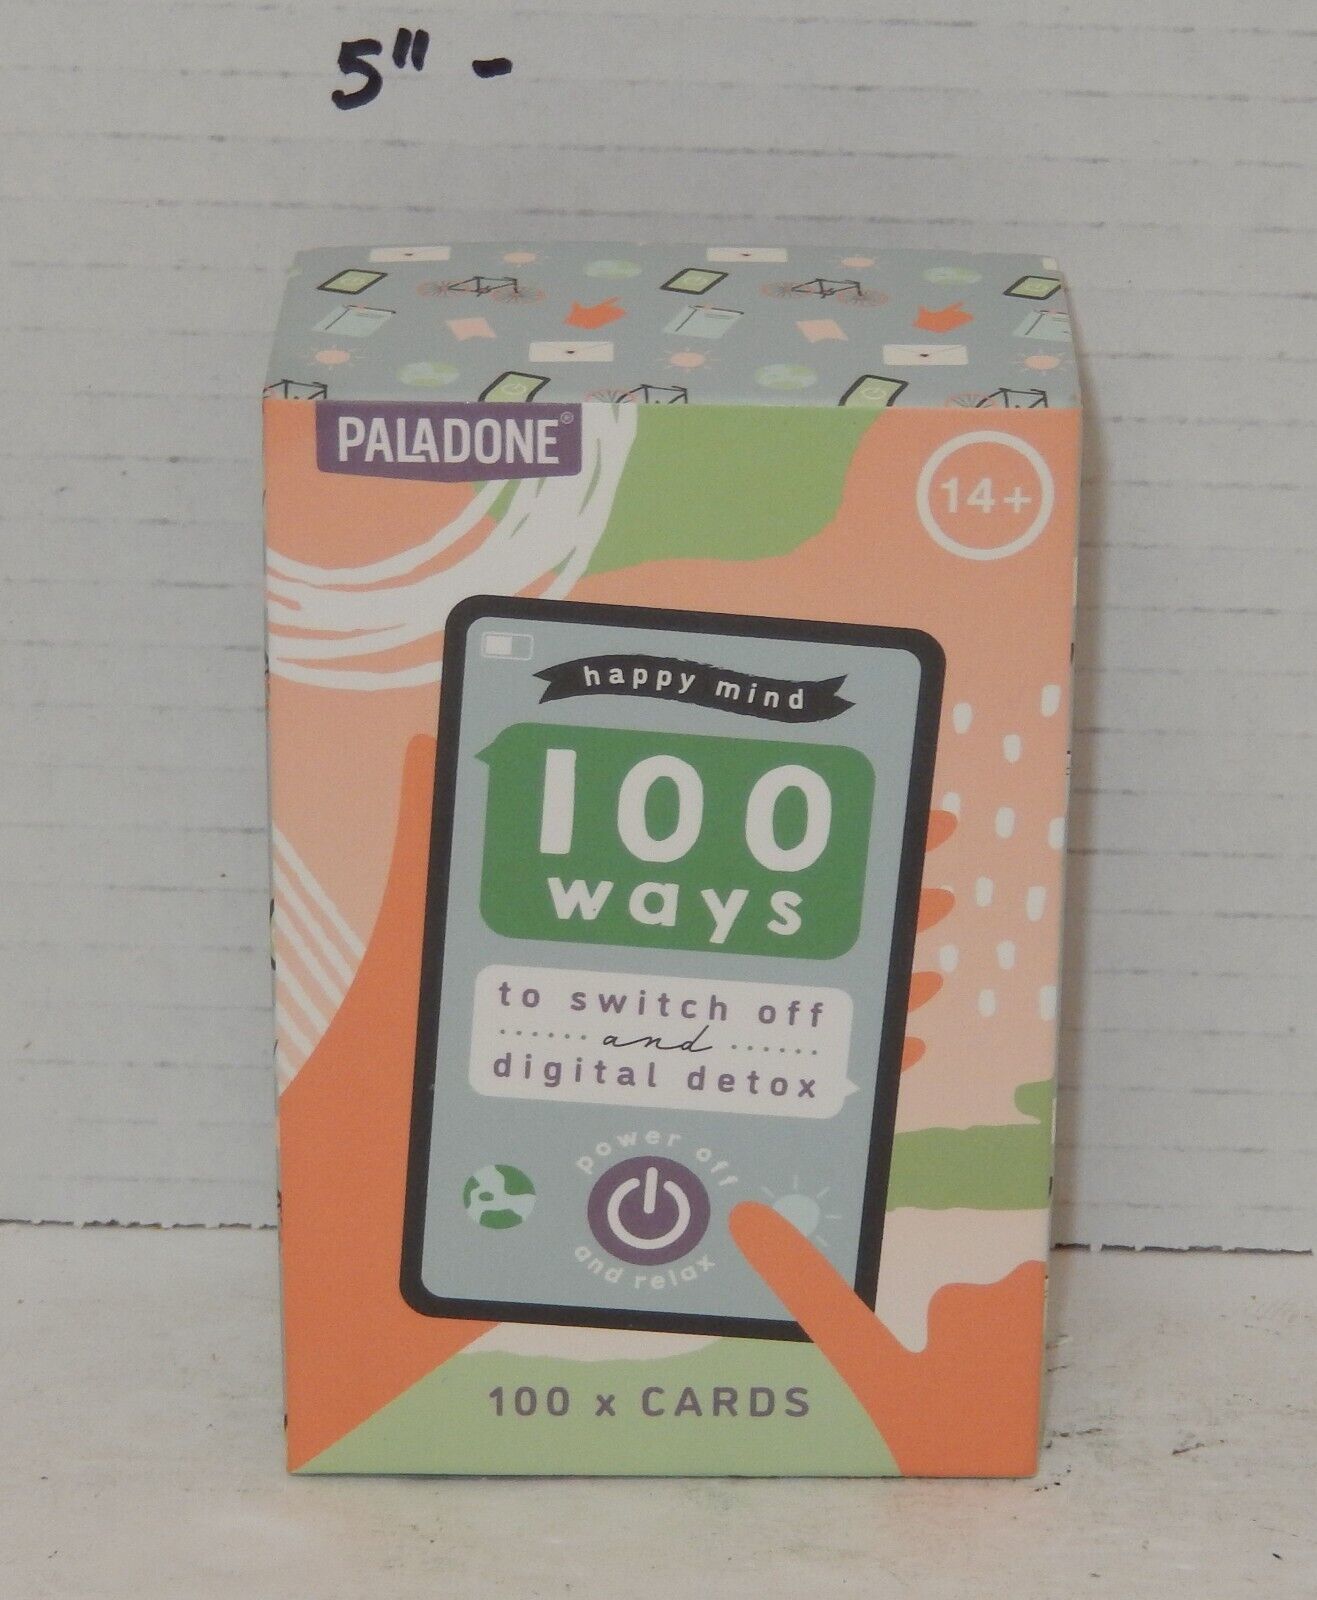 5" -
PALADONE®
14+
happy mind
100
ways
to switch off
and
digital detox
power off
and relax
100 x CARDS